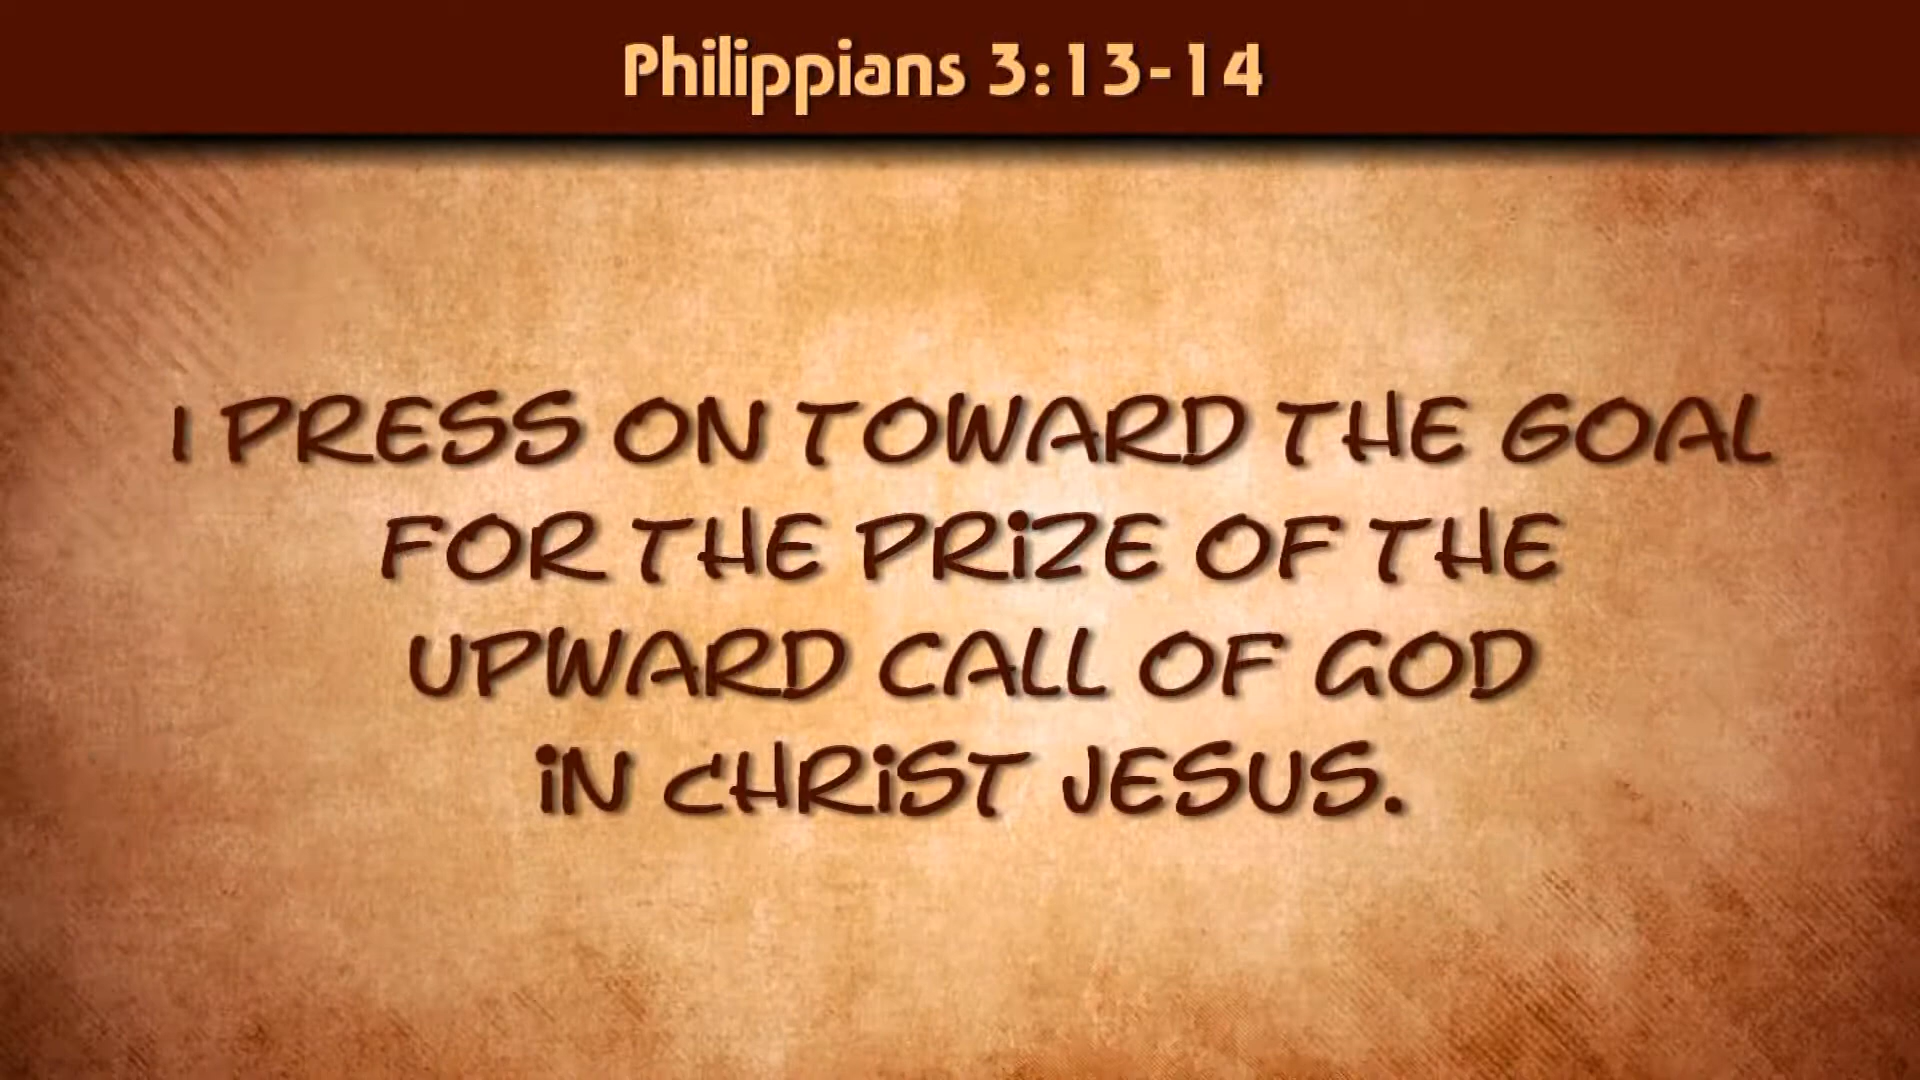 Philippians 3:13-14
I PRESS ON TOWARD THE GOAL
FOR THE PRiZE OF THE
UPWARD CALL OF GOD
iN CHRiST JESUS.